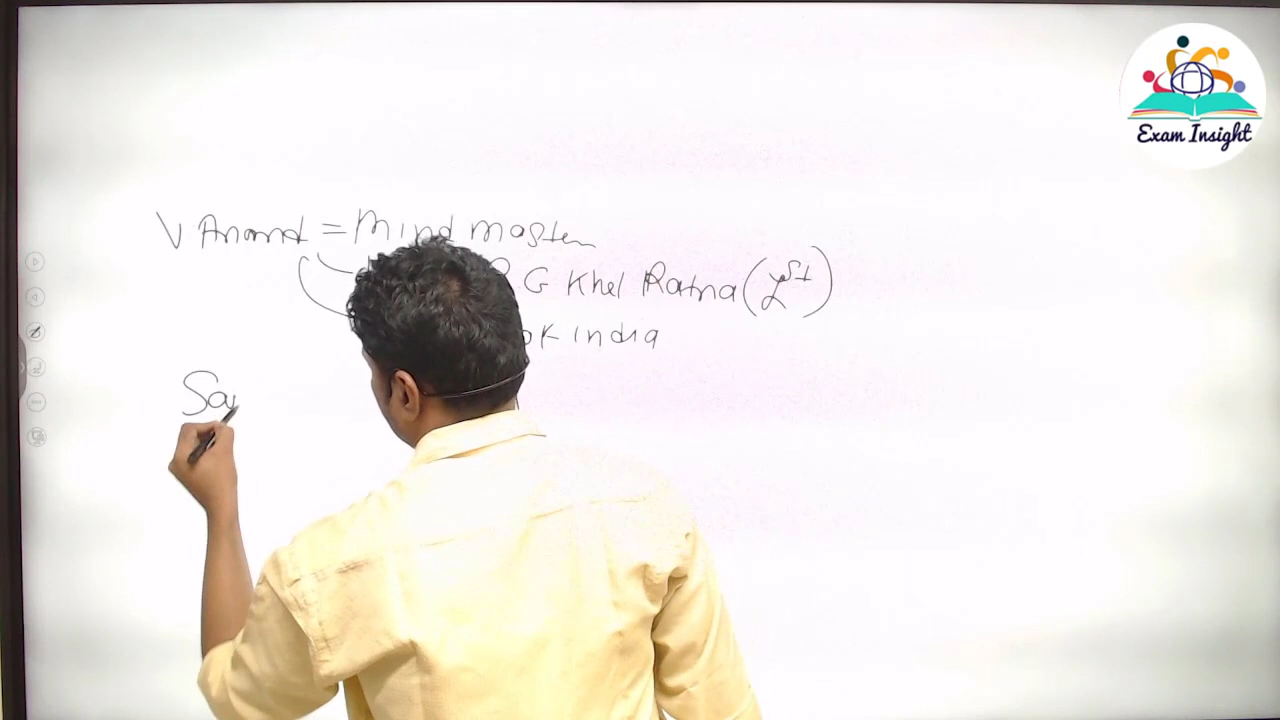 V Anand = Mind master
G Khel Ratna (1st)
ok India
Sa
Exam Insight